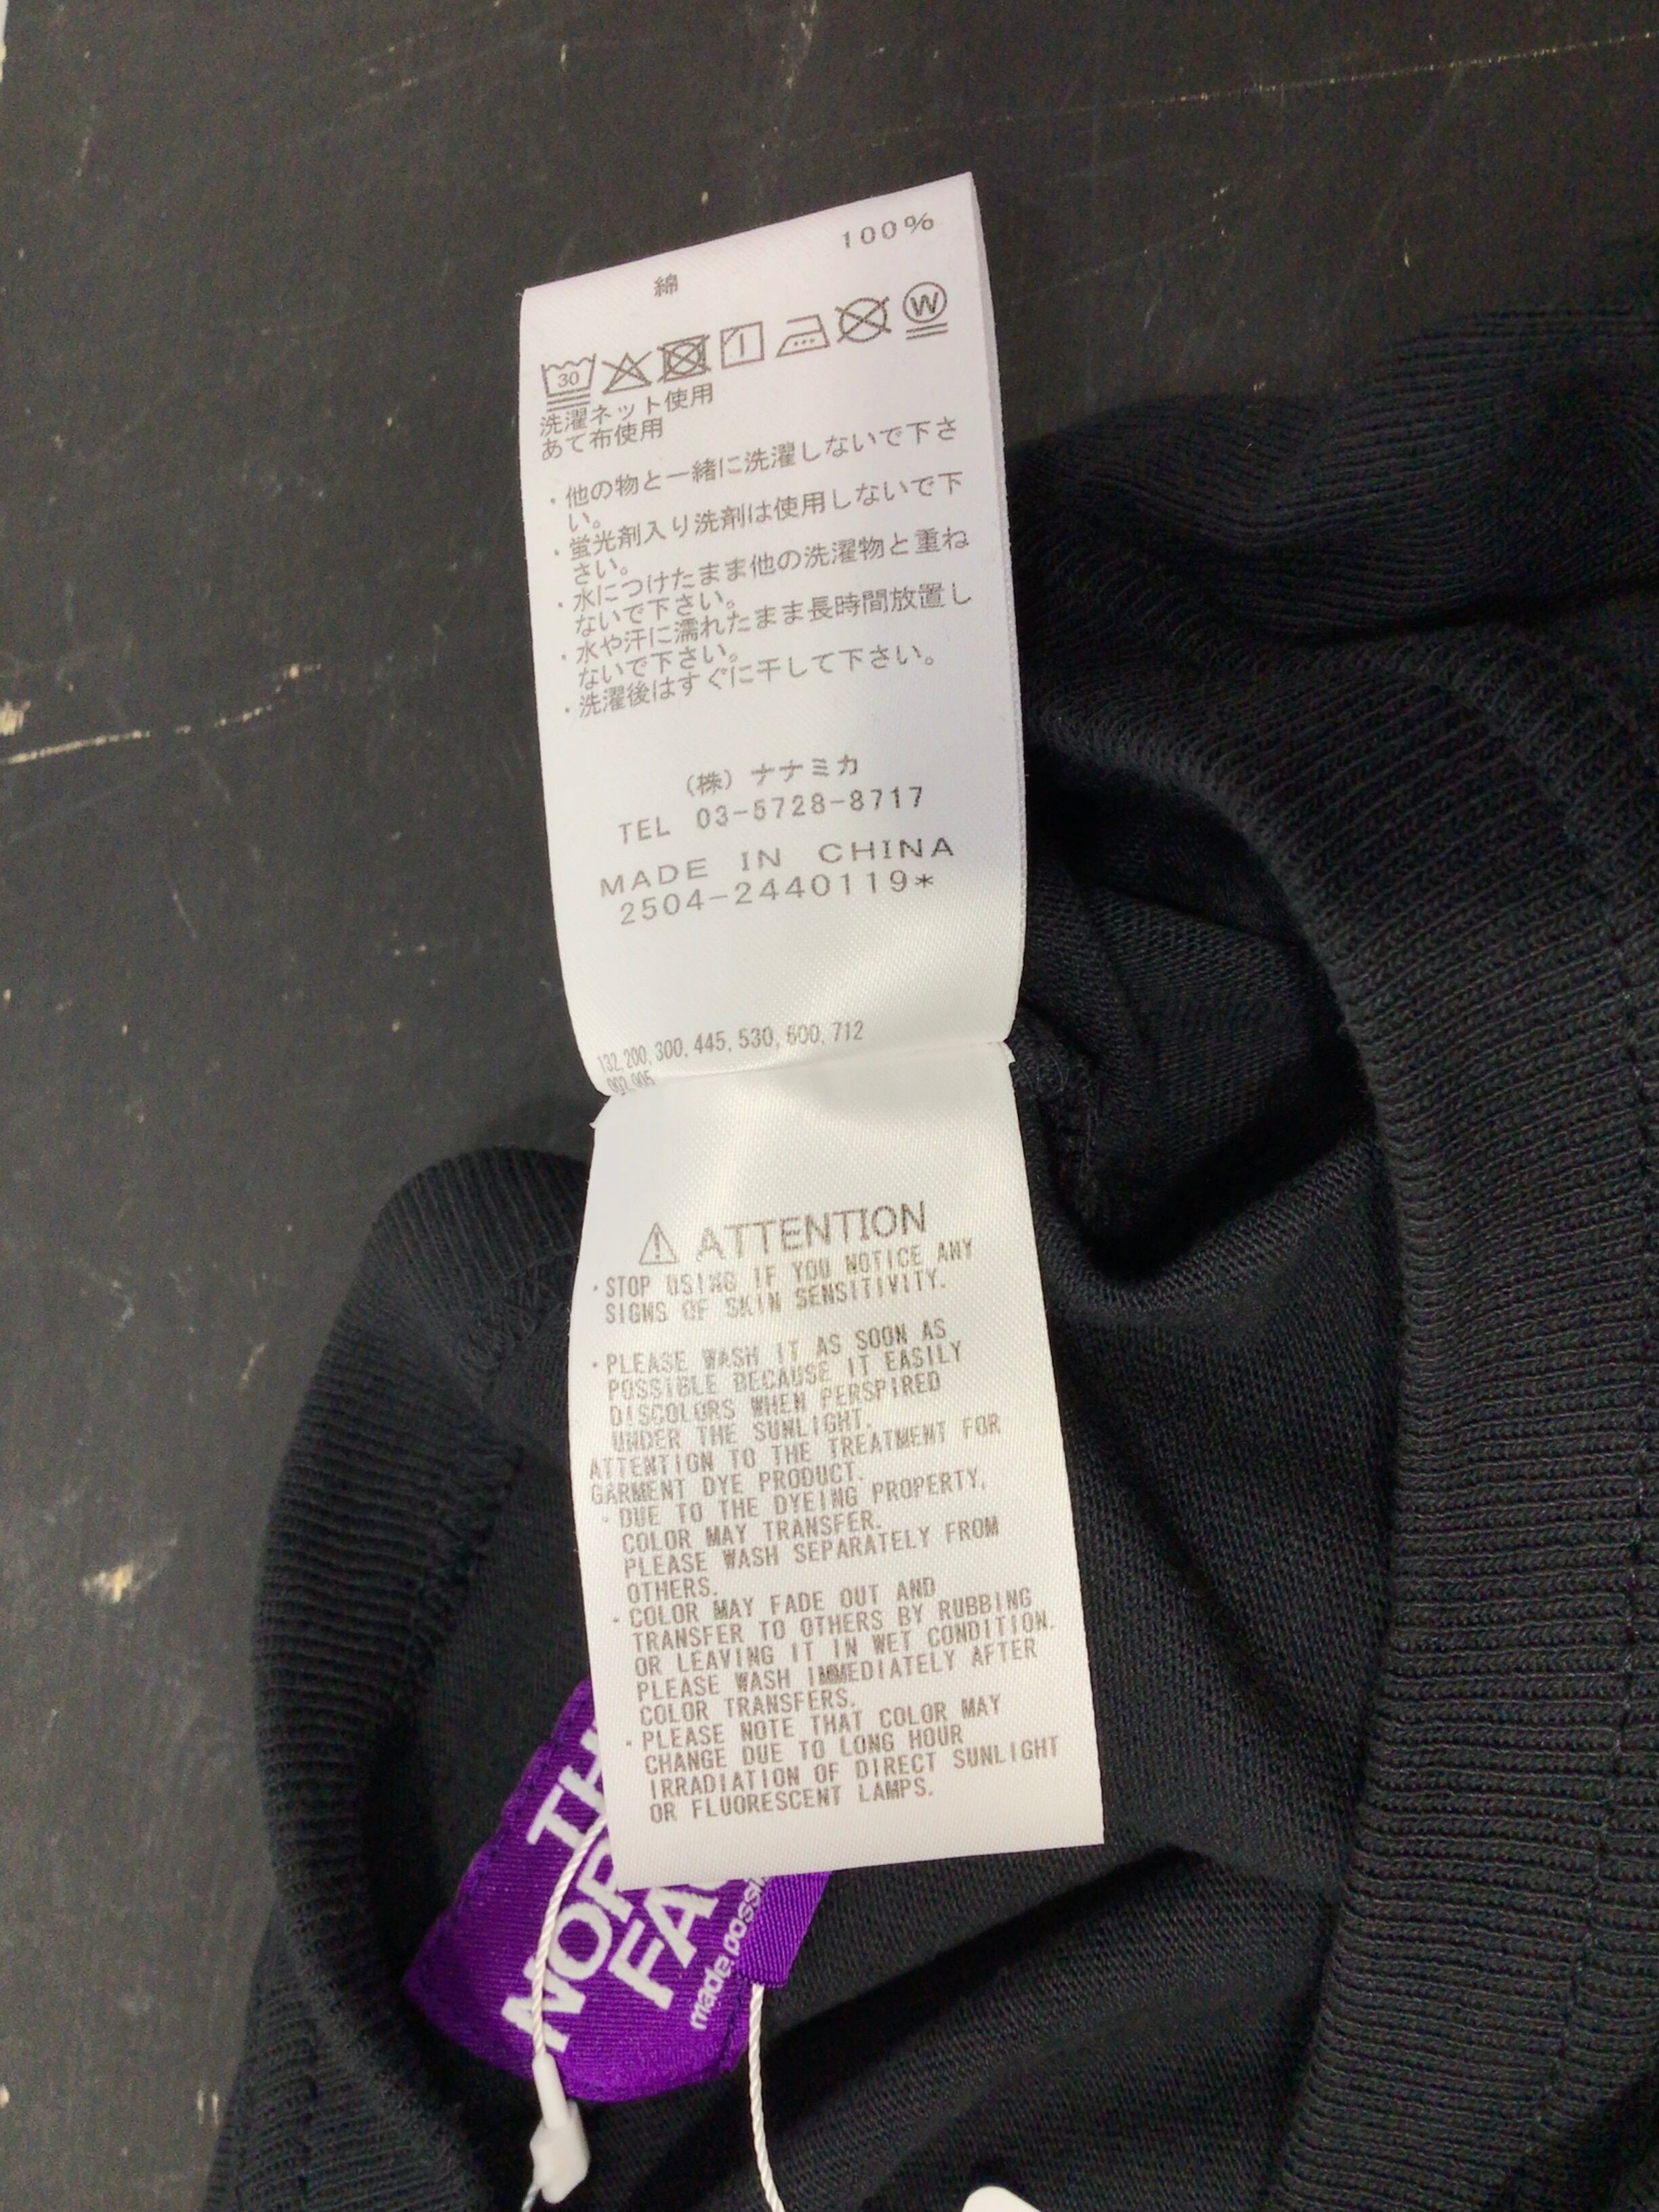 綿 100%
30 W
洗濯ネット使用
あて布使用
・他の物と一緒に洗濯しないで下さ
い。
・蛍光剤入り洗剤は使用しないで下
さい。
・水につけたまま他の洗濯物と重ね
ないで下さい。
・水や汗に濡れたまま長時間放置し
ないで下さい。
・洗濯後はすぐに干して下さい。
(株) ナナミカ
TEL 03-5728-8717
MADE IN CHINA
2504-2440119*
132,200,300,445,530,600,712
992,995
⚠ ATTENTION
・STOP USING IF YOU NOTICE ANY
SIGNS OF SKIN SENSITIVITY.
・PLEASE WASH IT AS SOON AS
POSSIBLE BECAUSE IT EASILY
DISCOLORS WHEN PERSPIRED
UNDER THE SUNLIGHT.
ATTENTION TO THE TREATMENT FOR
GARMENT DYE PRODUCT.
・DUE TO THE DYEING PROPERTY,
COLOR MAY TRANSFER.
PLEASE WASH SEPARATELY FROM
OTHERS.
・COLOR MAY FADE OUT AND
TRANSFER TO OTHERS BY RUBBING
OR LEAVING IT IN WET CONDITION.
PLEASE WASH IMMEDIATELY AFTER
COLOR TRANSFERS.
・PLEASE NOTE THAT COLOR MAY
CHANGE DUE TO LONG HOUR
IRRADIATION OF DIRECT SUNLIGHT
OR FLUORESCENT LAMPS.
TH
NOR
FA
made possi